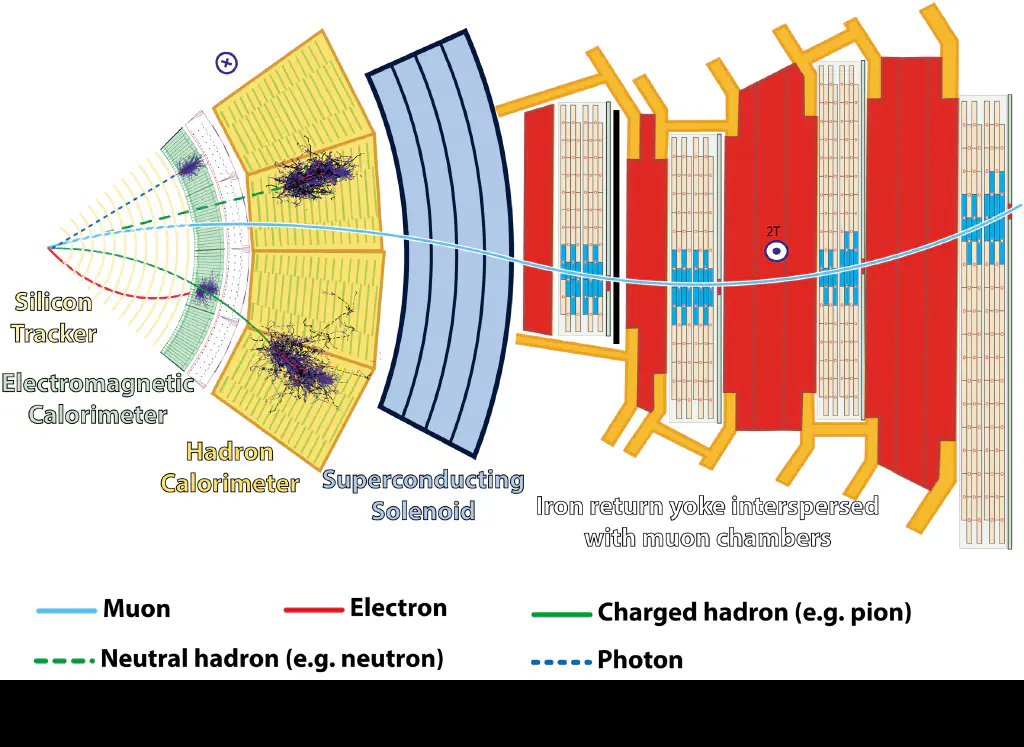 2T
Silicon
Tracker
Electromagnetic
Calorimeter
Hadron
Calorimeter
Superconducting
Solenoid
Iron return yoke interspersed
with muon chambers
Muon
Electron
Charged hadron (e.g. pion)
Neutral hadron (e.g. neutron)
Photon